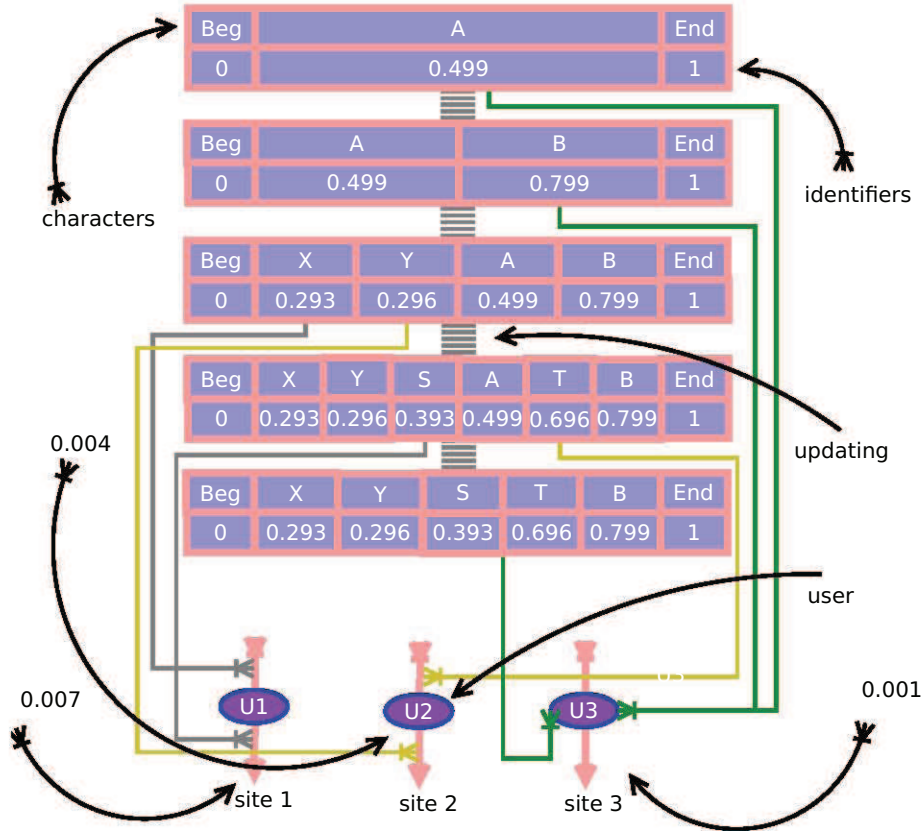 Beg A End
0 0.499 1
Beg A B End
0 0.499 0.799 1
characters
identifiers
Beg X Y A B End
0 0.293 0.296 0.499 0.799 1
Beg X Y S A T B End
0 0.293 0.296 0.393 0.499 0.696 0.799 1
0.004
updating
Beg X Y S T B End
0 0.293 0.296 0.393 0.696 0.799 1
user
0.007
0.001
U1 U2 U3
site 1 site 2 site 3